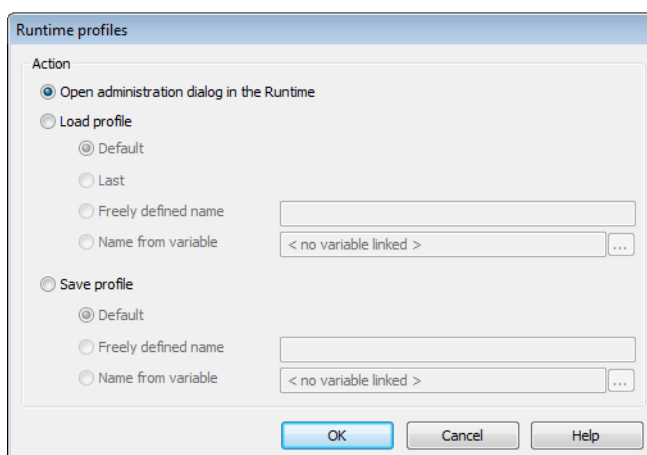 Runtime profiles
Action
Open administration dialog in the Runtime
Load profile
Default
Last
Freely defined name
Name from variable < no variable linked > ...
Save profile
Default
Freely defined name
Name from variable < no variable linked > ...
OK Cancel Help